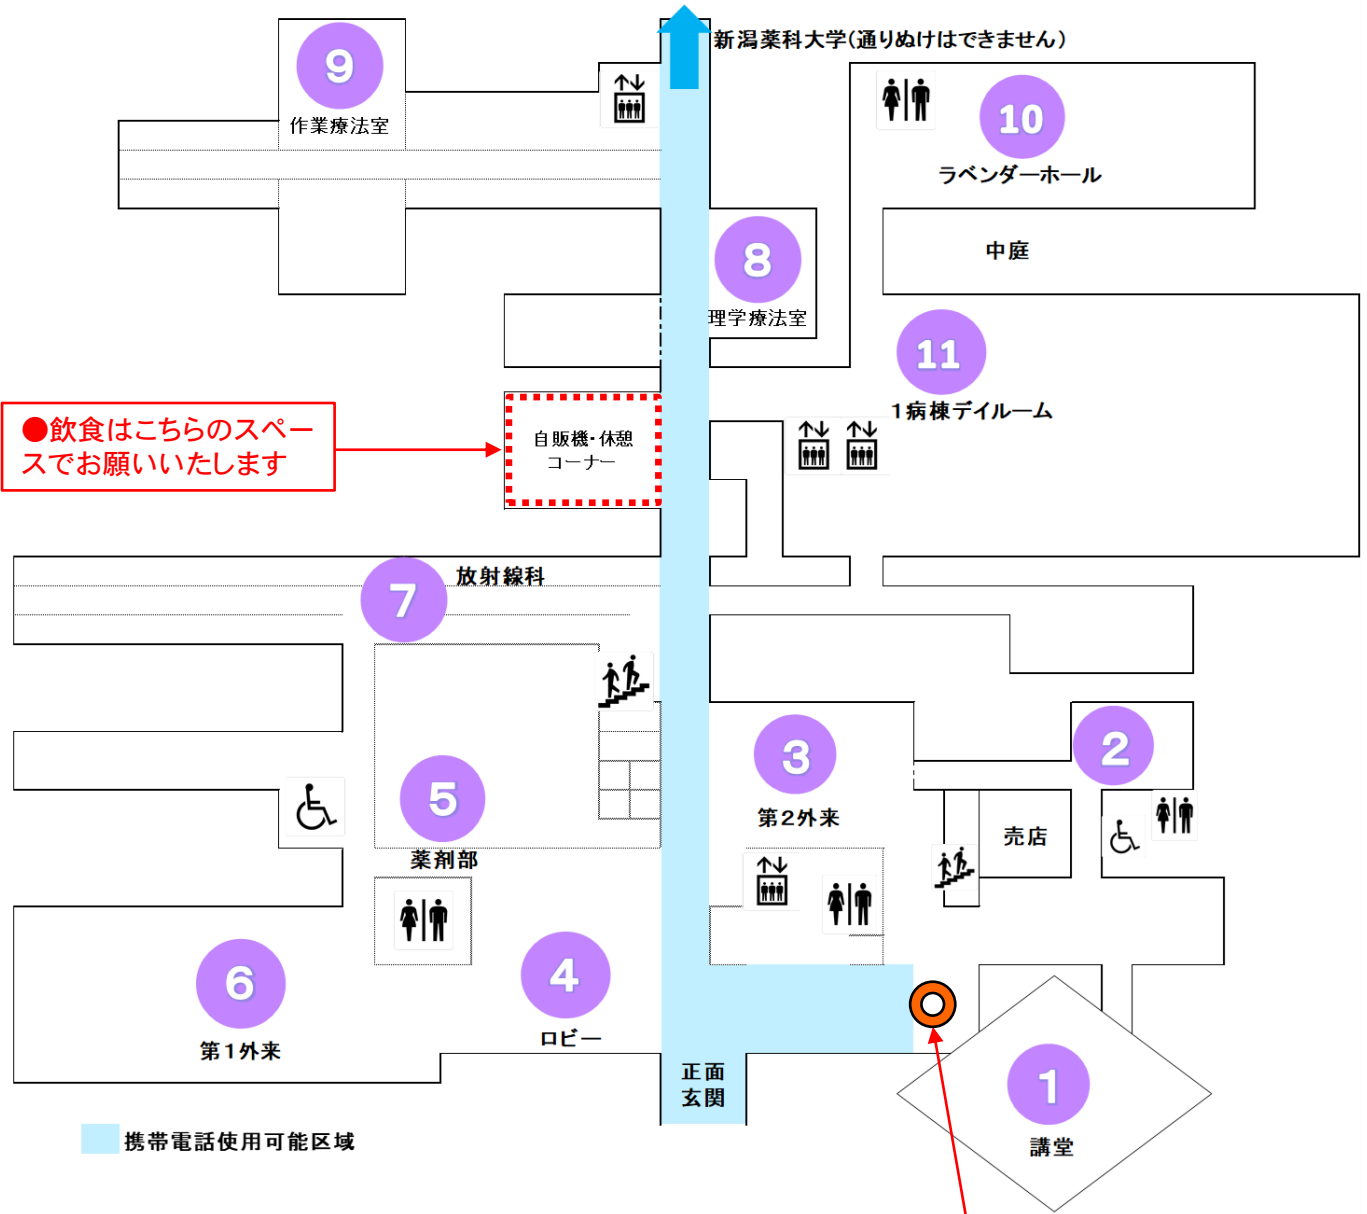 新潟薬科大学(通りぬけはできません)
9
作業療法室
10
ラベンダーホール
中庭
8
理学療法室
11
1病棟デイルーム
●飲食はこちらのスペー
スでお願いいたします
自販機・休憩
コーナー
放射線科
7
3
第2外来
2
売店
5
薬剤部
6
第1外来
4
ロビー
正面
玄関
1
講堂
携帯電話使用可能区域